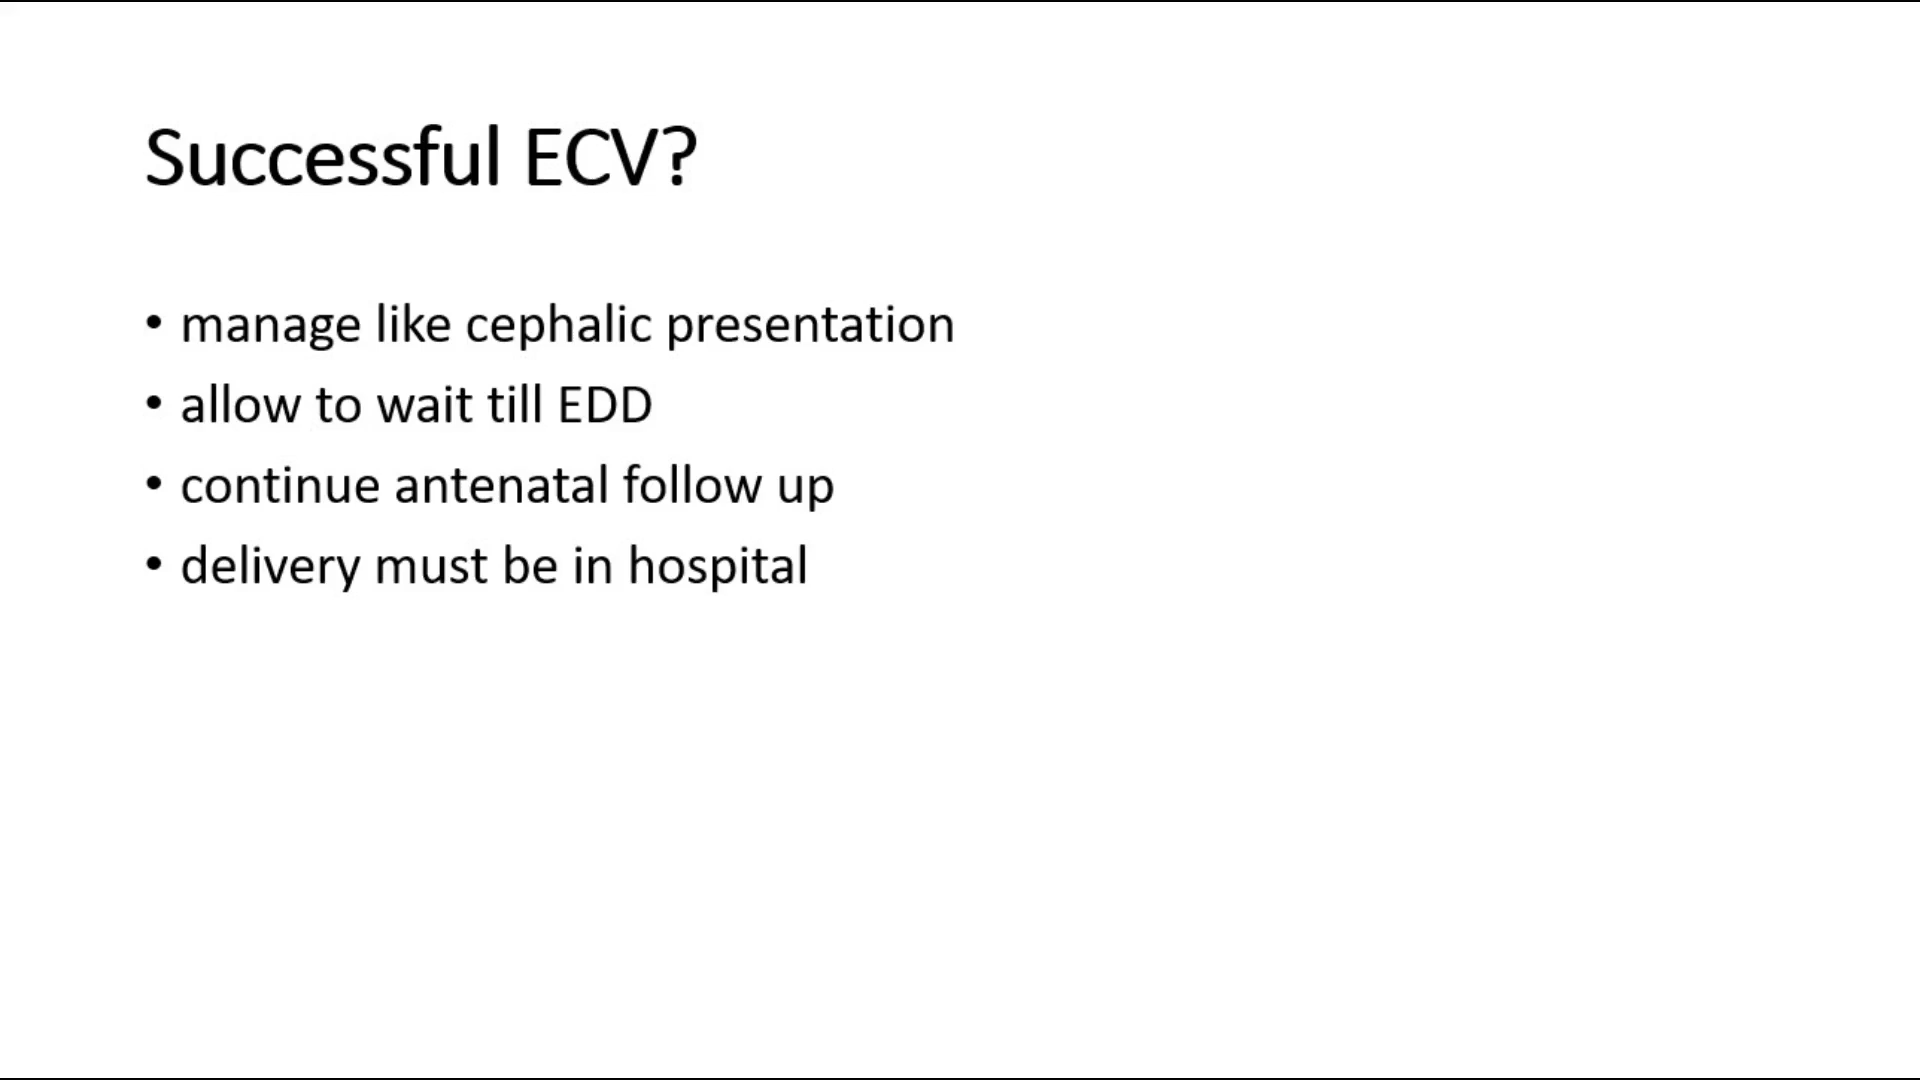 Successful ECV?
• manage like cephalic presentation
• allow to wait till EDD
• continue antenatal follow up
• delivery must be in hospital